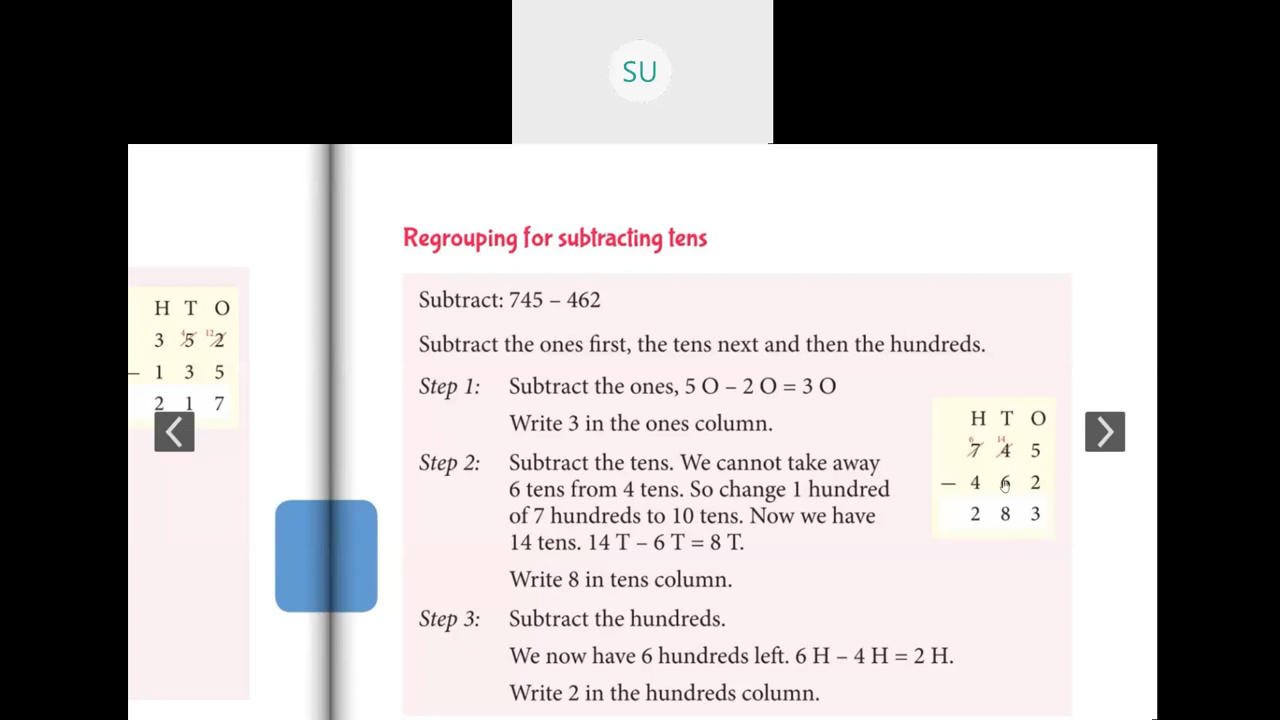 SU
H T O
4 12
3 5 2
– 1 3 5
2 1 7
Regrouping for subtracting tens
Subtract: 745 – 462
Subtract the ones first, the tens next and then the hundreds.
Step 1: Subtract the ones, 5 O – 2 O = 3 O
Write 3 in the ones column.
Step 2: Subtract the tens. We cannot take away
6 tens from 4 tens. So change 1 hundred
of 7 hundreds to 10 tens. Now we have
14 tens. 14 T – 6 T = 8 T.
Write 8 in tens column.
Step 3: Subtract the hundreds.
We now have 6 hundreds left. 6 H – 4 H = 2 H.
Write 2 in the hundreds column.
H T O
6 14
7 4 5
– 4 6 2
2 8 3